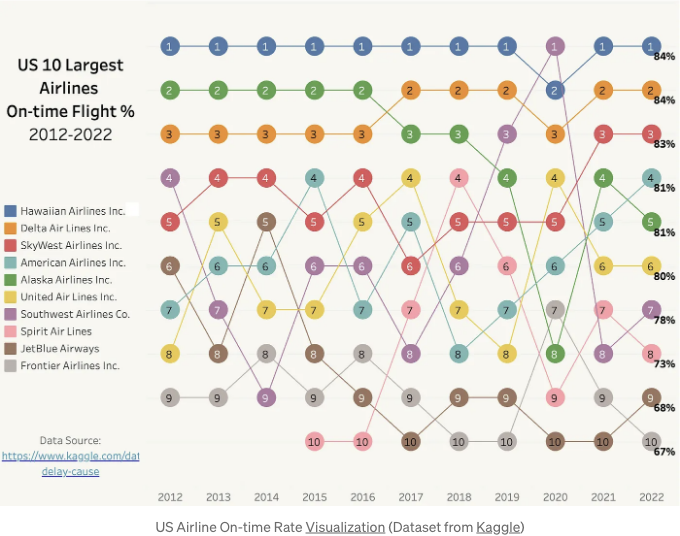 US 10 Largest
Airlines
On-time Flight %
2012-2022
Hawaiian Airlines Inc.
Delta Air Lines Inc.
SkyWest Airlines Inc.
American Airlines Inc.
Alaska Airlines Inc.
United Air Lines Inc.
Southwest Airlines Co.
Spirit Air Lines
JetBlue Airways
Frontier Airlines Inc.
Data Source:
https://www.kaggle.com/dat
delay-cause
1 1 1 1 1 1 1 1 1 1 1 84%
2 2 2 2 2 2 2 2 2 2 2 84%
3 3 3 3 3 3 3 3 3 3 3 83%
4 4 4 4 4 4 4 4 4 4 4 81%
5 5 5 5 5 5 5 5 5 5 5 81%
6 6 6 6 6 6 6 6 6 6 6 80%
7 7 7 7 7 7 7 7 7 7 7 78%
8 8 8 8 8 8 8 8 8 8 8 73%
9 9 9 9 9 9 9 9 9 9 9 68%
10 10 10 10 10 10 10 10 67%
2012 2013 2014 2015 2016 2017 2018 2019 2020 2021 2022
US Airline On-time Rate Visualization (Dataset from Kaggle)